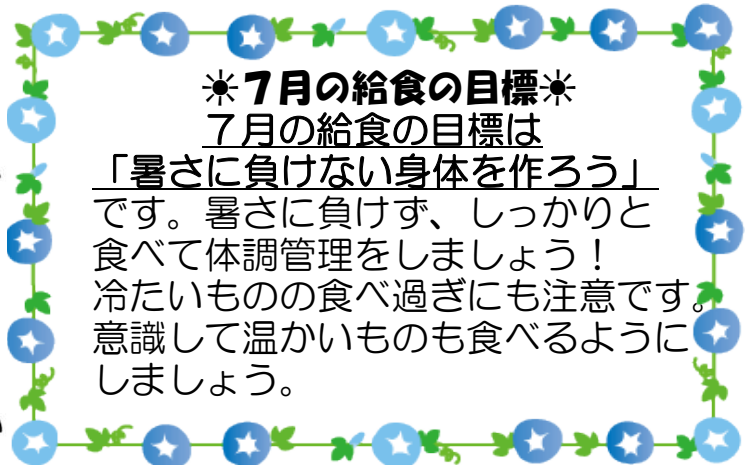 ☀７月の給食の目標☀
７月の給食の目標は
「暑さに負けない身体を作ろう」
です。暑さに負けず、しっかりと
食べて体調管理をしましょう！
冷たいものの食べ過ぎにも注意です。
意識して温かいものも食べるように
しましょう。